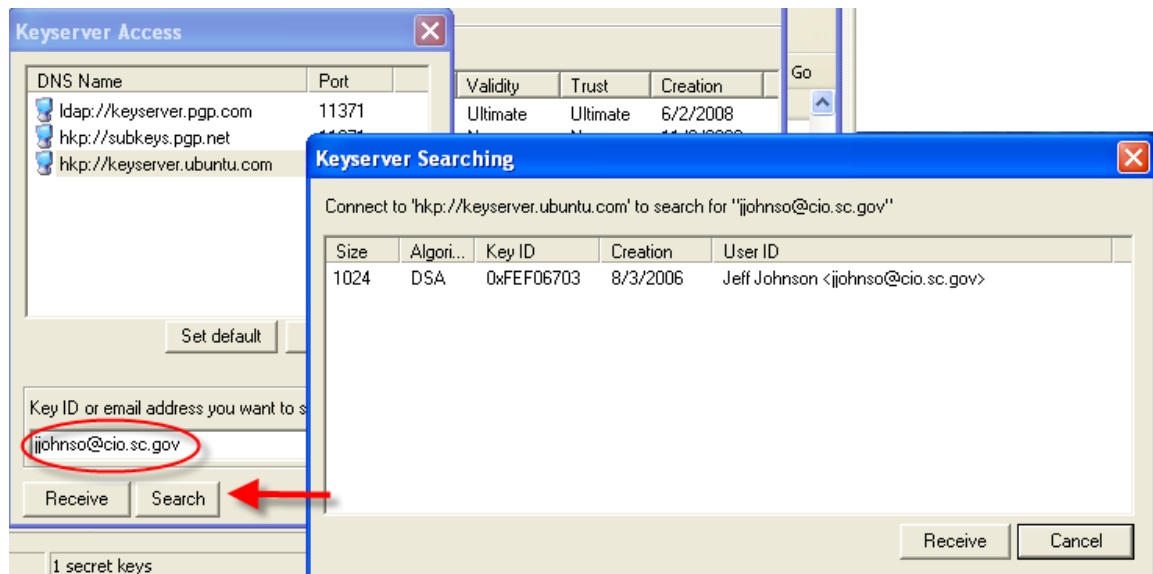 Keyserver Access
DNS Name Port
ldap://keyserver.pgp.com 11371
hkp://subkeys.pgp.net
hkp://keyserver.ubuntu.com
Set default
Key ID or email address you want to s
jjohnso@cio.sc.gov
Receive Search
1 secret keys
Validity Trust Creation
Ultimate Ultimate 6/2/2008
Go
Keyserver Searching
Connect to 'hkp://keyserver.ubuntu.com' to search for "jjohnso@cio.sc.gov"
Size Algori... Key ID Creation User ID
1024 DSA 0xFEF06703 8/3/2006 Jeff Johnson <jjohnso@cio.sc.gov>
Receive Cancel